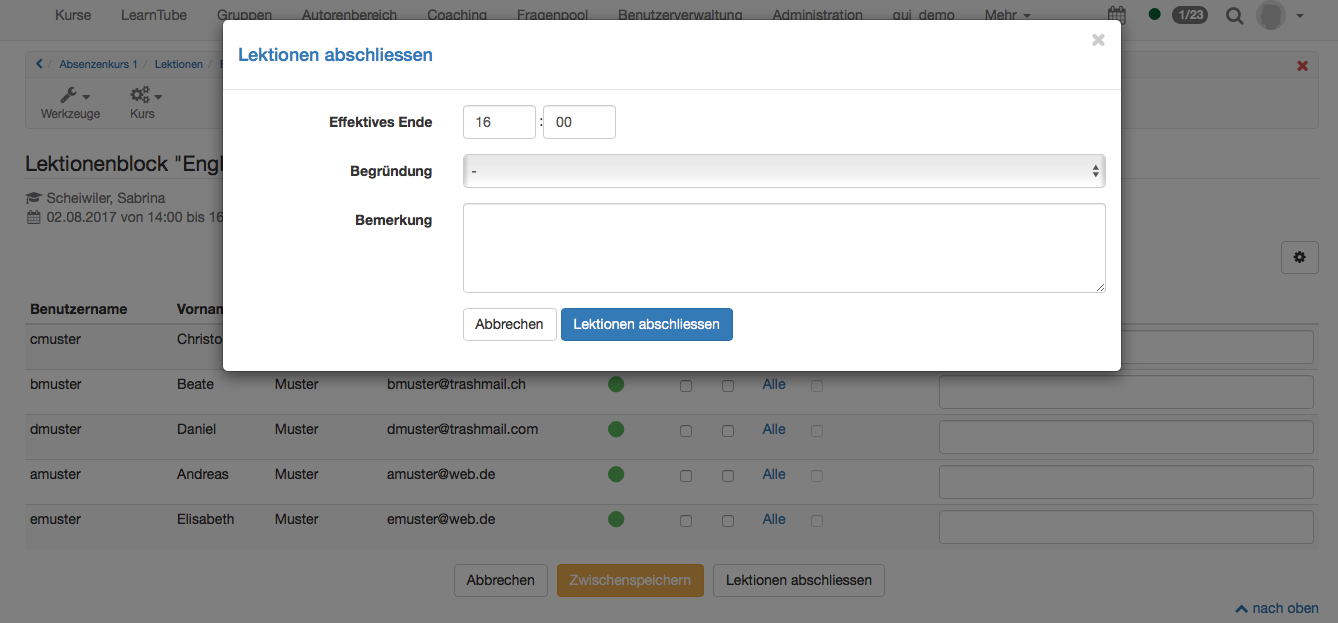 Kurse LearnTube Gruppen Autorenbereich Coaching Fragenpool Benutzerverwaltung Administration gui_demo Mehr 1/23
Lektionen abschliessen ×
/ Absenzenkurs 1 / Lektionen /
Werkzeuge Kurs
Effektives Ende 16 : 00
Begründung -
Lektionenblock "Engl
Scheiwiler, Sabrina
02.08.2017 von 14:00 bis 16
Bemerkung
Abbrechen Lektionen abschliessen
Benutzername Vornam
cmuster Christo
bmuster Beate Muster bmuster@trashmail.ch Alle
dmuster Daniel Muster dmuster@trashmail.com Alle
amuster Andreas Muster amuster@web.de Alle
emuster Elisabeth Muster emuster@web.de Alle
Abbrechen Zwischenspeichern Lektionen abschliessen
nach oben